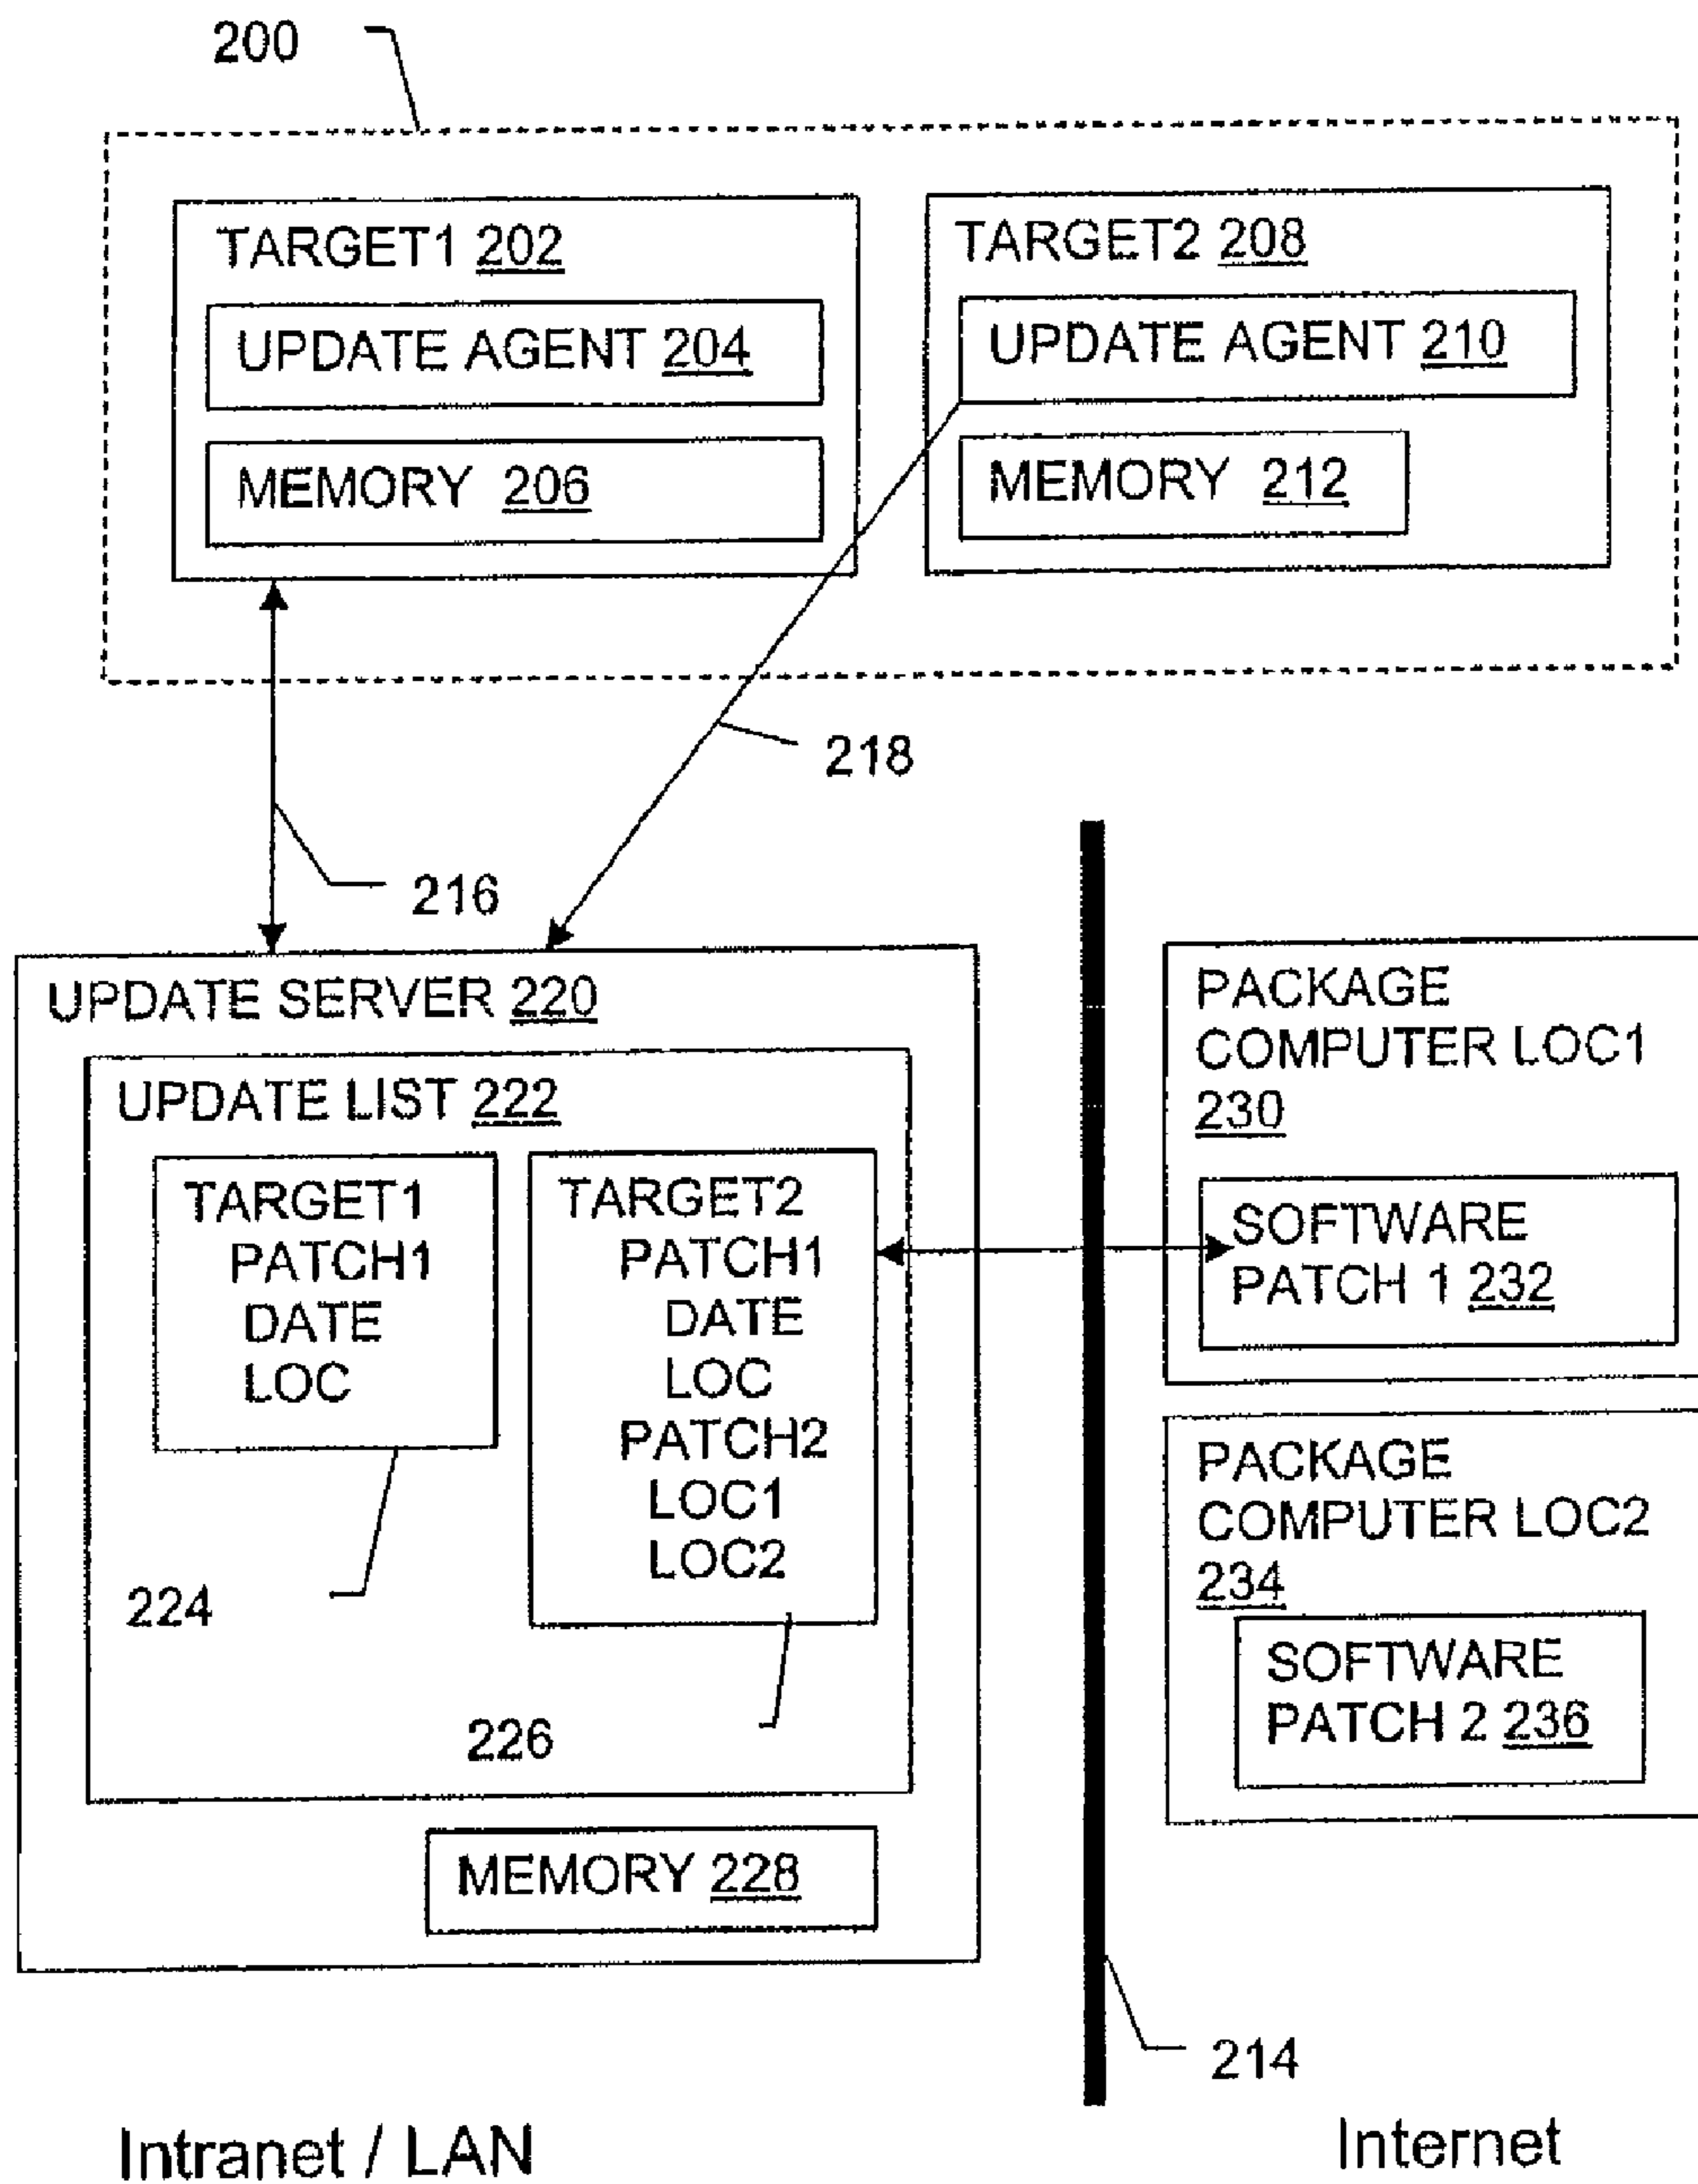 200
TARGET1 202
UPDATE AGENT 204
MEMORY 206
TARGET2 208
UPDATE AGENT 210
MEMORY 212
218
216
UPDATE SERVER 220
UPDATE LIST 222
TARGET1
PATCH1
DATE
LOC
224
TARGET2
PATCH1
DATE
LOC
PATCH2
LOC1
LOC2
226
MEMORY 228
PACKAGE
COMPUTER LOC1
230
SOFTWARE
PATCH 1 232
PACKAGE
COMPUTER LOC2
234
SOFTWARE
PATCH 2 236
214
Intranet / LAN
Internet